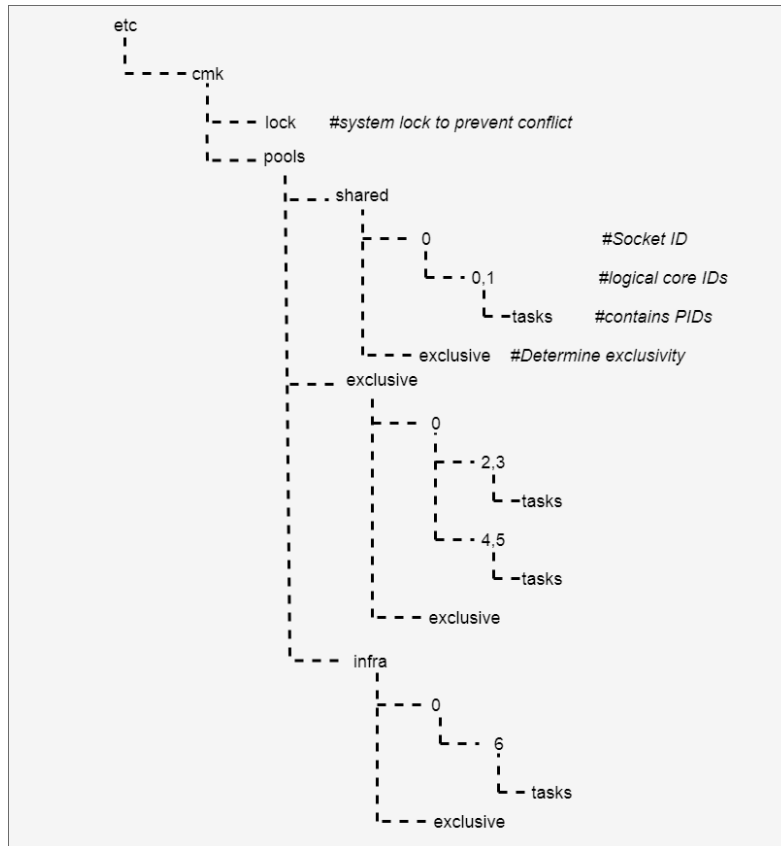 etc
cmk
lock #system lock to prevent conflict
pools
shared
0 #Socket ID
0,1 #logical core IDs
tasks #contains PIDs
exclusive #Determine exclusivity
exclusive
0
2,3
tasks
4,5
tasks
exclusive
infra
0
6
tasks
exclusive